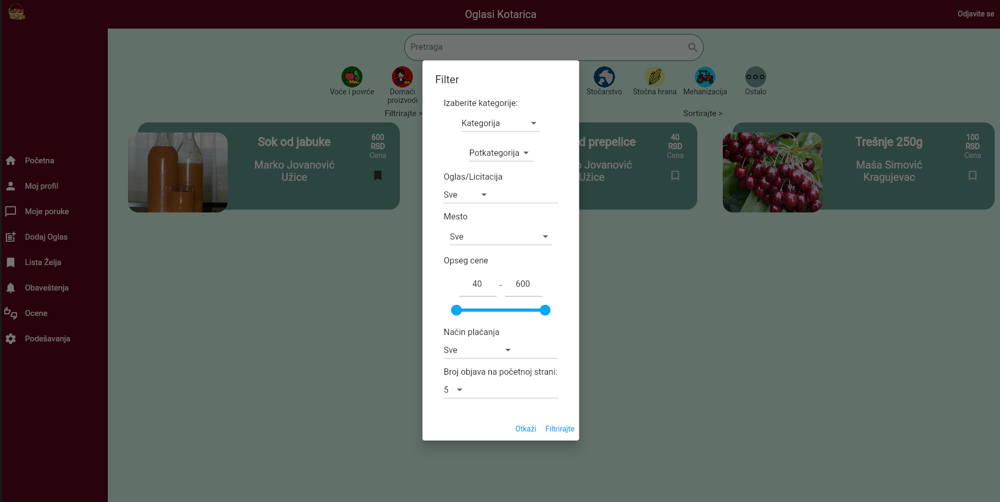 Oglasi Kotarica
Odjavite se
Pretraga
Voće i povrće
Domaći
proizvodi
Stočarstvo
Stočna hrana
Mehanizacija
Ostalo
Filtrirajte >
Sortirajte >
Početna
Moj profil
Moje poruke
Dodaj Oglas
Lista Želja
Obaveštenja
Ocene
Podešavanja
Sok od jabuke
Marko Jovanović
Užice
600
RSD
Cena
d prepelice
o Jovanović
Užice
40
RSD
Cena
Trešnje 250g
Maša Simović
Kragujevac
100
RSD
Cena
Filter
Izaberite kategorije:
Kategorija
Potkategorija
Oglas/Licitacija
Sve
Mesto
Sve
Opseg cene
40 - 600
Način plaćanja
Sve
Broj objava na početnoj strani:
5
Otkaži Filtrirajte